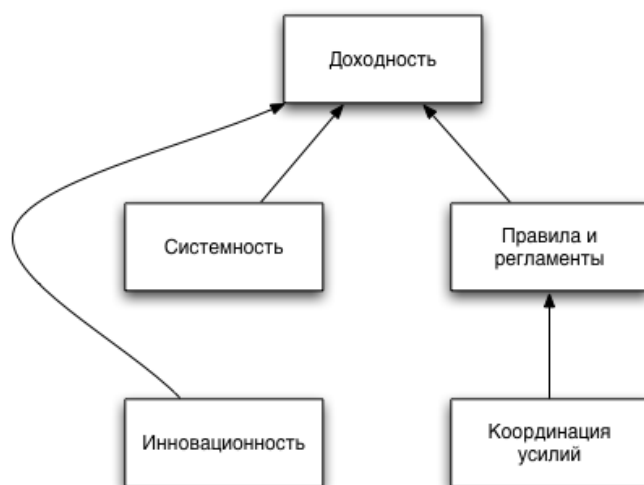 Доходность
Системность
Правила и
регламенты
Инновационность
Координация
усилий